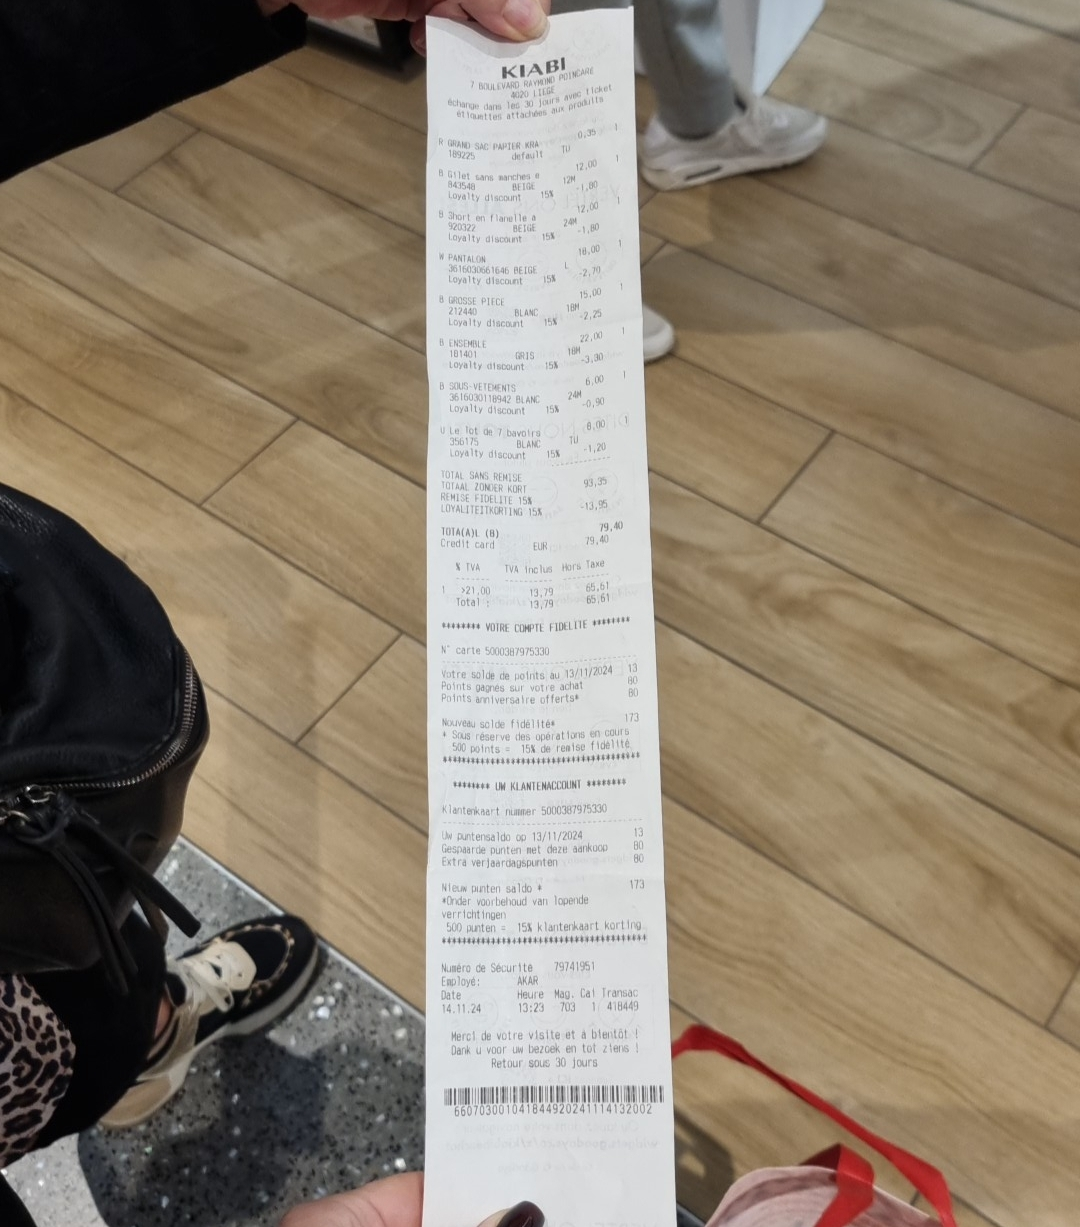 KIABI
7 BOULEVARD RAYMOND POINCARE
4020 LIEGE
échange dans les 30 jours avec ticket
étiquettes attachées aux produits
R GRAND SAC PAPIER KRA 0,35 1
189225 default TU
B Gilet sans manches e 12,00 1
843548 BEIGE 12M
Loyalty discount 15% -1,80
B Short en flanelle a 12,00 1
920322 BEIGE 24M
Loyalty discount 15% -1,80
W PANTALON 18,00 1
3616030661646 BEIGE L
Loyalty discount 15% -2,70
B GROSSE PIECE 15,00 1
212440 BLANC 18M
Loyalty discount 15% -2,25
B ENSEMBLE 22,00 1
181401 GRIS 18M
Loyalty discount 15% -3,30
B SOUS-VETEMENTS 6,00 1
3616030118942 BLANC 24M
Loyalty discount 15% -0,90
U Le lot de 7 bavoirs 8,00 1
356175 BLANC TU
Loyalty discount 15% -1,20
TOTAL SANS REMISE
TOTAAL ZONDER KORT 93,35
REMISE FIDELITE 15%
LOYALITEITKORTING 15% -13,95
TOTA(A)L (8) 79,40
Credit card EUR 79,40
% TVA TVA Inclus Hors Taxe
1 >21,00 13,79 65,61
Total : 13,79 65,61
******** VOTRE COMPTE FIDELITE ********
N° carte 5000387975330
Votre solde de points au 13/11/2024 13
Points gagnés sur votre achat 80
Points anniversaire offerts* 80
Nouveau solde fidélité* 173
* Sous réserve des opérations en cours
500 points = 15% de remise fidélité
************************************
******** UW KLANTENACCOUNT ********
Klantenkaart nummer 5000387975330
Uw puntensaldo op 13/11/2024 13
Gespaarde punten met deze aankoop 80
Extra verjaardagspunten 80
Nieuw punten saldo * 173
*Onder voorbehoud van lopende
verrichtingen
500 punten = 15% klantenkaart korting
*************************************
Numéro de Sécurité 79741951
Employé: AKAR
Date Heure Mag. Cai Transac
14.11.24 13:23 703 1 418449
Merci de votre visite et à bientôt !
Dank u voor uw bezoek en tot ziens !
Retour sous 30 jours
6607030010418449202411141 32002